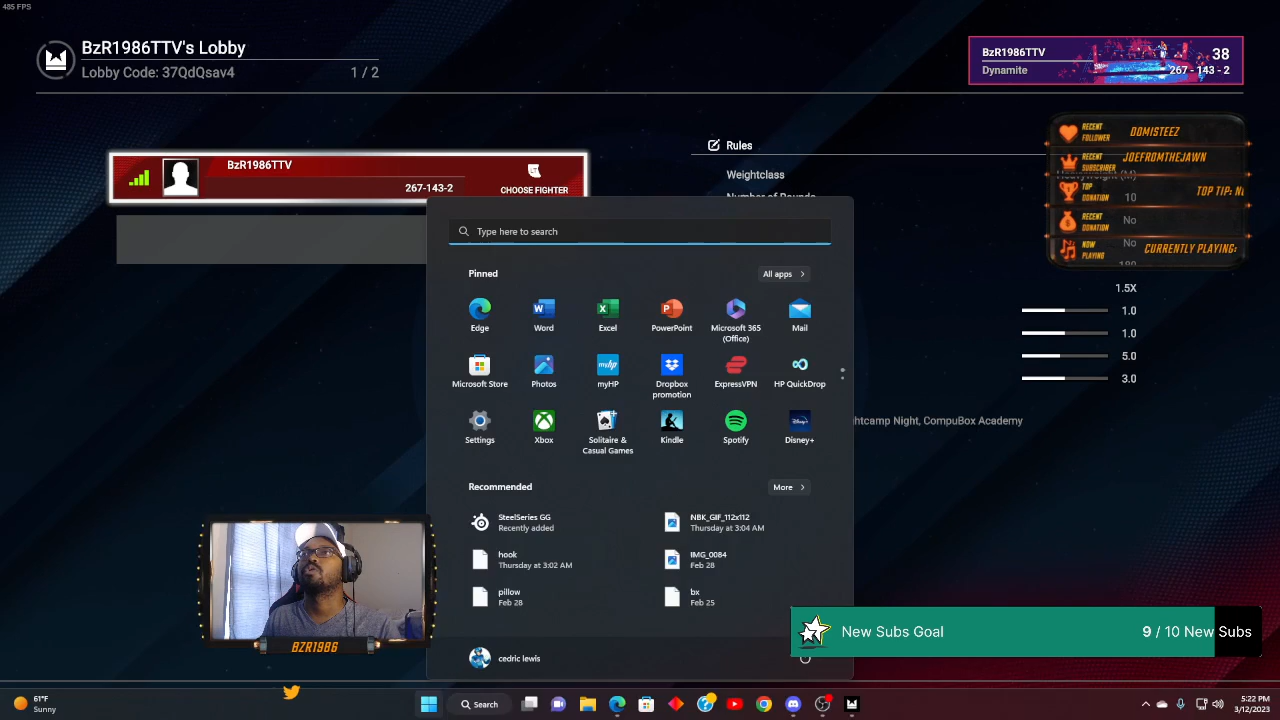 485 FPS
BzR1986TTV's Lobby
Lobby Code: 37QdQsav4
1 / 2
BzR1986TTV
38
Dynamite
267 - 143 - 2
BzR1986TTV
267-143-2
CHOOSE FIGHTER
Rules
Weightclass
Heavyweight (M)
Number of Rounds
10
No
No
180
1.5X
1.0
1.0
5.0
3.0
RECENT FOLLOWER
OOMISTEEZ
RECENT SUBSCRIBER
JOEFROMTHEJAWN
TOP DONATION
TOP TIP:
RECENT DONATION
NOW PLAYING
CURRENTLY PLAYING:
Type here to search
Pinned
All apps >
Edge
Word
Excel
PowerPoint
Microsoft 365 (Office)
Mail
Microsoft Store
Photos
myHP
Dropbox promotion
ExpressVPN
HP QuickDrop
Settings
Xbox
Solitaire & Casual Games
Kindle
Spotify
Disney+
htcamp Night, CompuBox Academy
Recommended
More >
SteelSeries GG
Recently added
NBK_GIF_112x112
Thursday at 3:04 AM
hook
Thursday at 3:02 AM
IMG_0084
Feb 28
pillow
Feb 28
bx
Feb 25
cedric lewis
BZR1986
New Subs Goal
9 / 10 New Subs
61°F
Sunny
Search
5:22 PM
3/12/2023